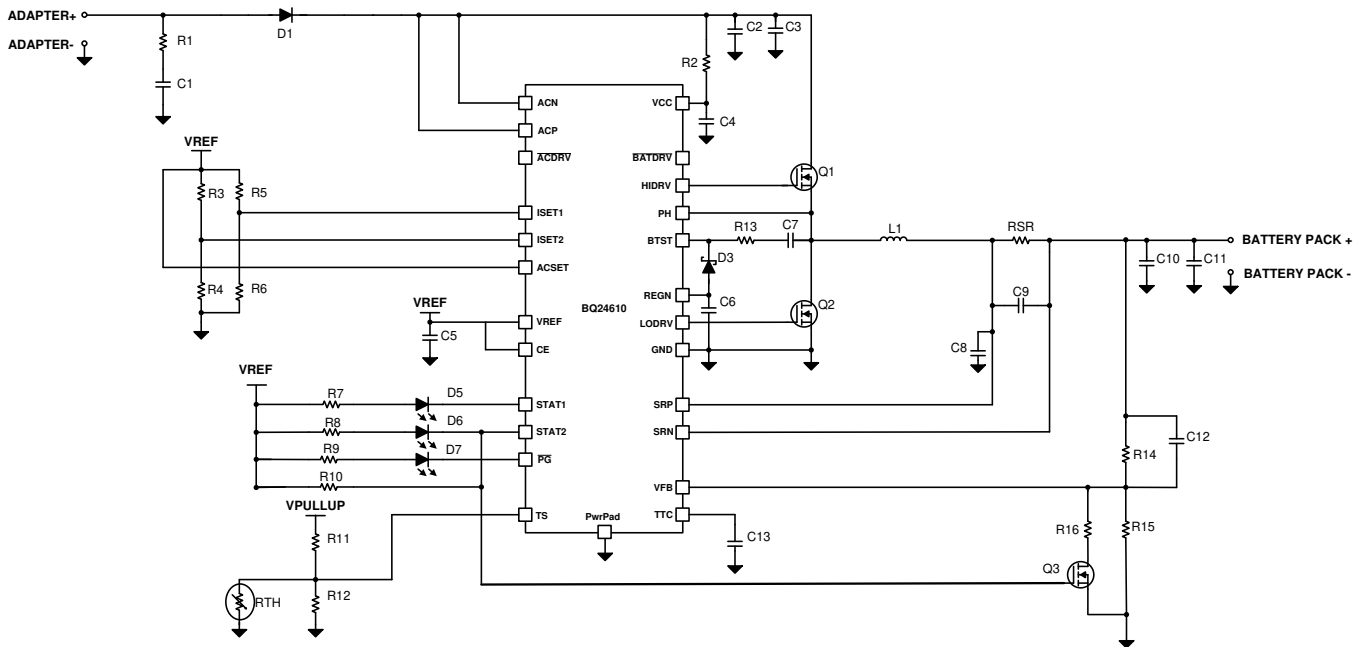 ADAPTER+
D1
C2
C3
ADAPTER-
R1
R2
C1
ACN
VCC
C4
ACP
VREF
ACDRV
BATDRV
Q1
HIDRV
R3
R5
ISET1
PH
R13
C7
L1
RSR
ISET2
BTST
BATTERY PACK +
D3
C10
C11
ACSET
BATTERY PACK -
R4
R6
REGN
C9
BQ24610
C6
Q2
VREF
VREF
LODRV
C5
CE
GND
C8
VREF
R7
D5
STAT1
SRP
R8
D6
STAT2
SRN
C12
R9
D7
PG
R14
R10
VFB
VPULLUP
TS
PwrPad
TTC
R16
R15
R11
C13
Q3
RTH
R12